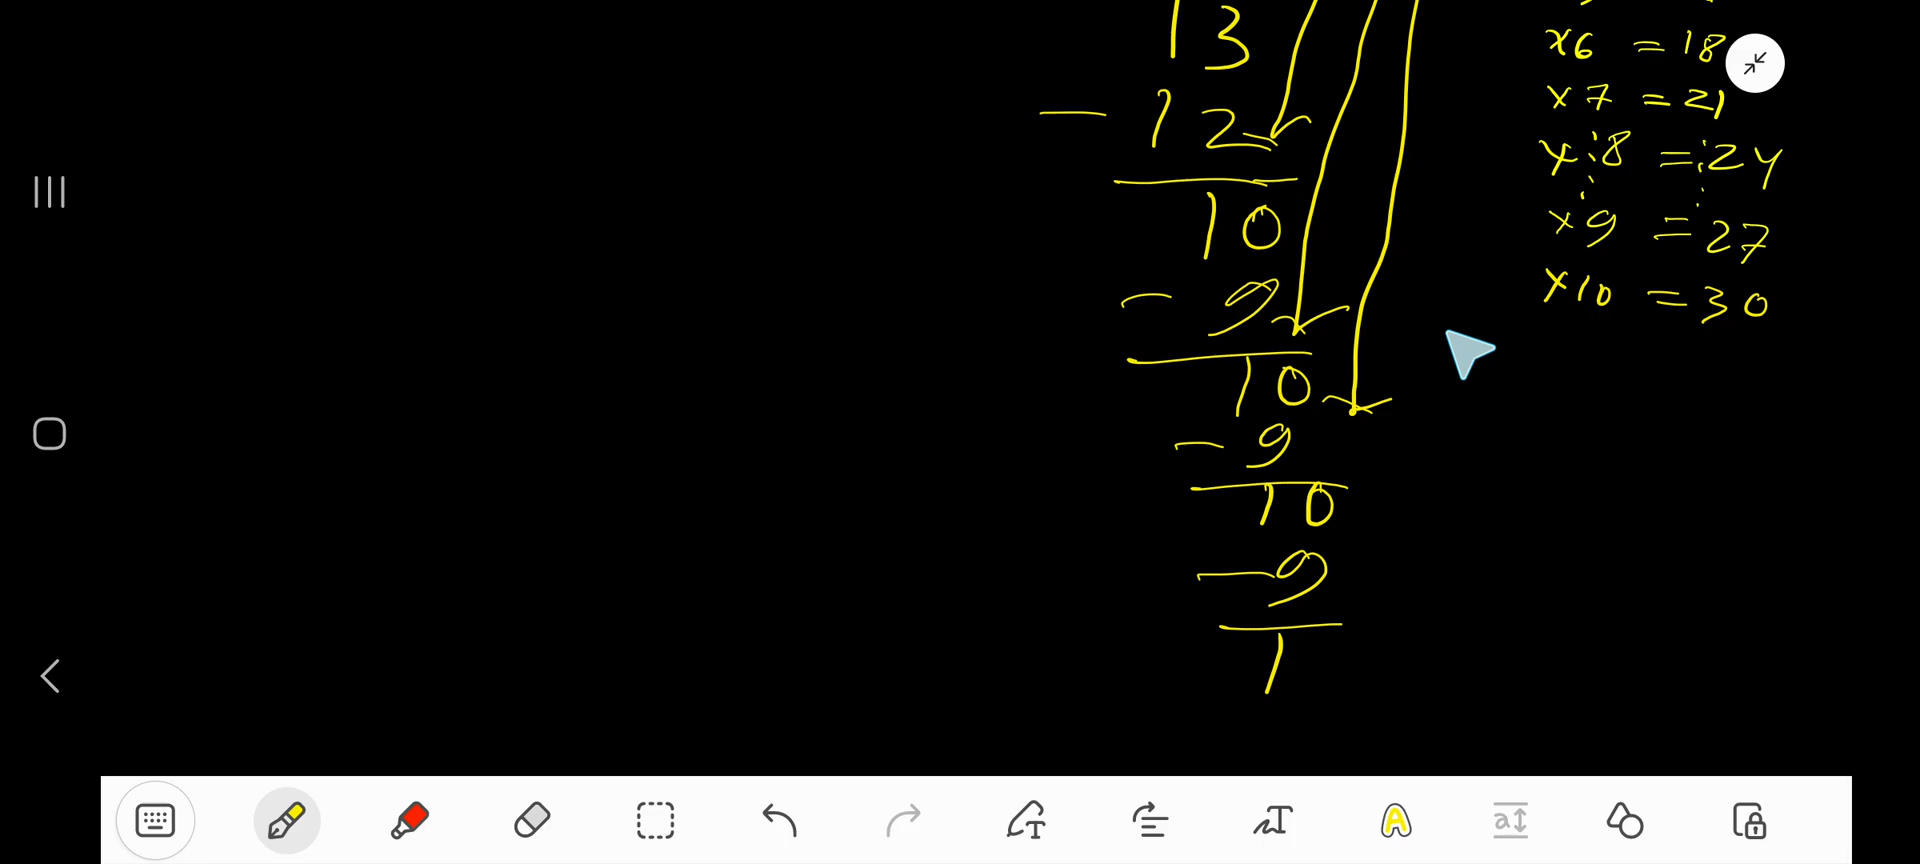 13
- 12
10
- 9
10
- 9
10
- 9
1
x6 = 18
x7 = 21
x8 = 24
x9 = 27
x10 = 30